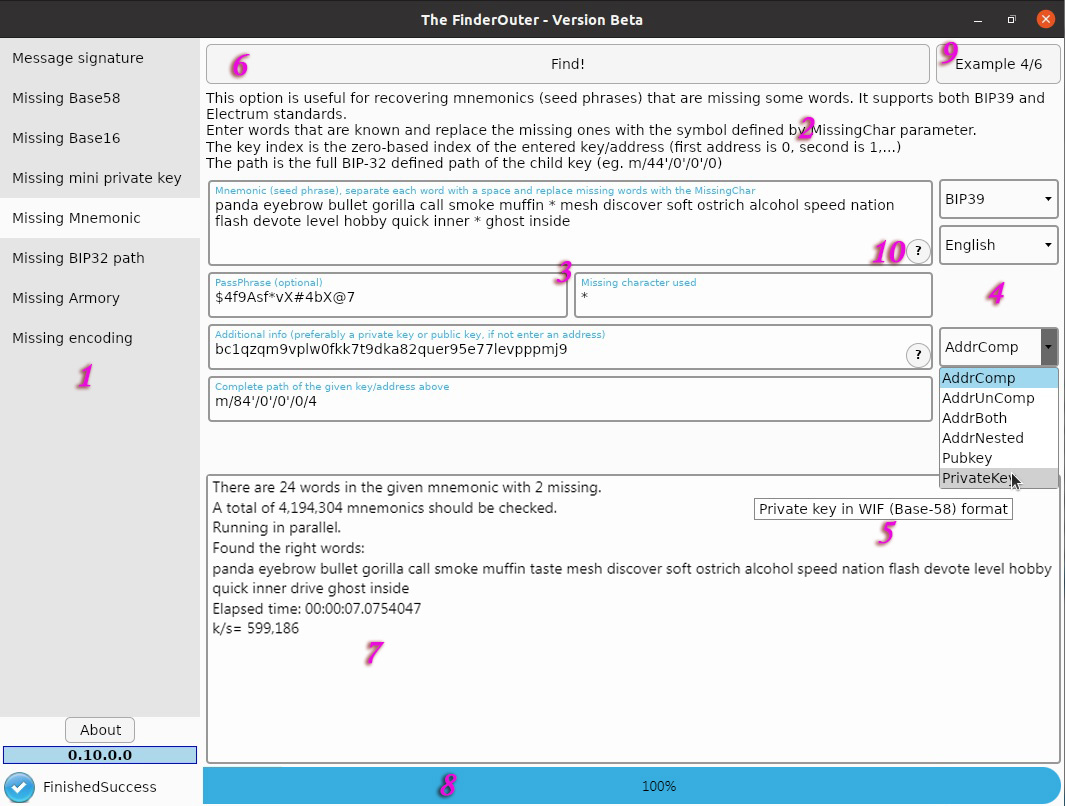 The FinderOuter - Version Beta
Message signature
Missing Base58
Missing Base16
Missing mini private key
Missing Mnemonic
Missing BIP32 path
Missing Armory
Missing encoding
1
About
0.10.0.0
FinishedSuccess
6
Find!
9
Example 4/6
This option is useful for recovering mnemonics (seed phrases) that are missing some words. It supports both BIP39 and
Electrum standards.
Enter words that are known and replace the missing ones with the symbol defined by MissingChar parameter.
The key index is the zero-based index of the entered key/address (first address is 0, second is 1,...)
The path is the full BIP-32 defined path of the child key (eg. m/44'/0'/0'/0)
2
Mnemonic (seed phrase), separate each word with a space and replace missing words with the MissingChar
panda eyebrow bullet gorilla call smoke muffin * mesh discover soft ostrich alcohol speed nation
flash devote level hobby quick inner * ghost inside
10
?
BIP39
English
3
PassPhrase (optional)
$4f9Asf*vX#4bX@7
Missing character used
*
4
Additional info (preferably a private key or public key, if not enter an address)
bc1qzqm9vplw0fkk7t9dka82quer95e77levpppmj9
?
AddrComp
AddrComp
AddrUnComp
AddrBoth
AddrNested
Pubkey
PrivateKey
Complete path of the given key/address above
m/84'/0'/0'/0/4
Private key in WIF (Base-58) format
5
There are 24 words in the given mnemonic with 2 missing.
A total of 4,194,304 mnemonics should be checked.
Running in parallel.
Found the right words:
panda eyebrow bullet gorilla call smoke muffin taste mesh discover soft ostrich alcohol speed nation flash devote level hobby
quick inner drive ghost inside
Elapsed time: 00:00:07.0754047
k/s= 599,186
7
8
100%